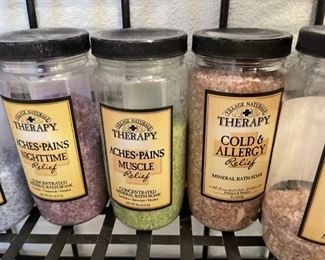 VILLAGE NATURALS
THERAPY
ACHES+PAINS
NIGHTTIME
Relief
CONCENTRATED
MINERAL BATH SOAK
VILLAGE NATURALS
THERAPY
ACHES+PAINS
MUSCLE
Relief
CONCENTRATED
MINERAL BATH SOAK
VILLAGE NATURALS
THERAPY
COLD &
ALLERGY
Relief
MINERAL BATH SOAK